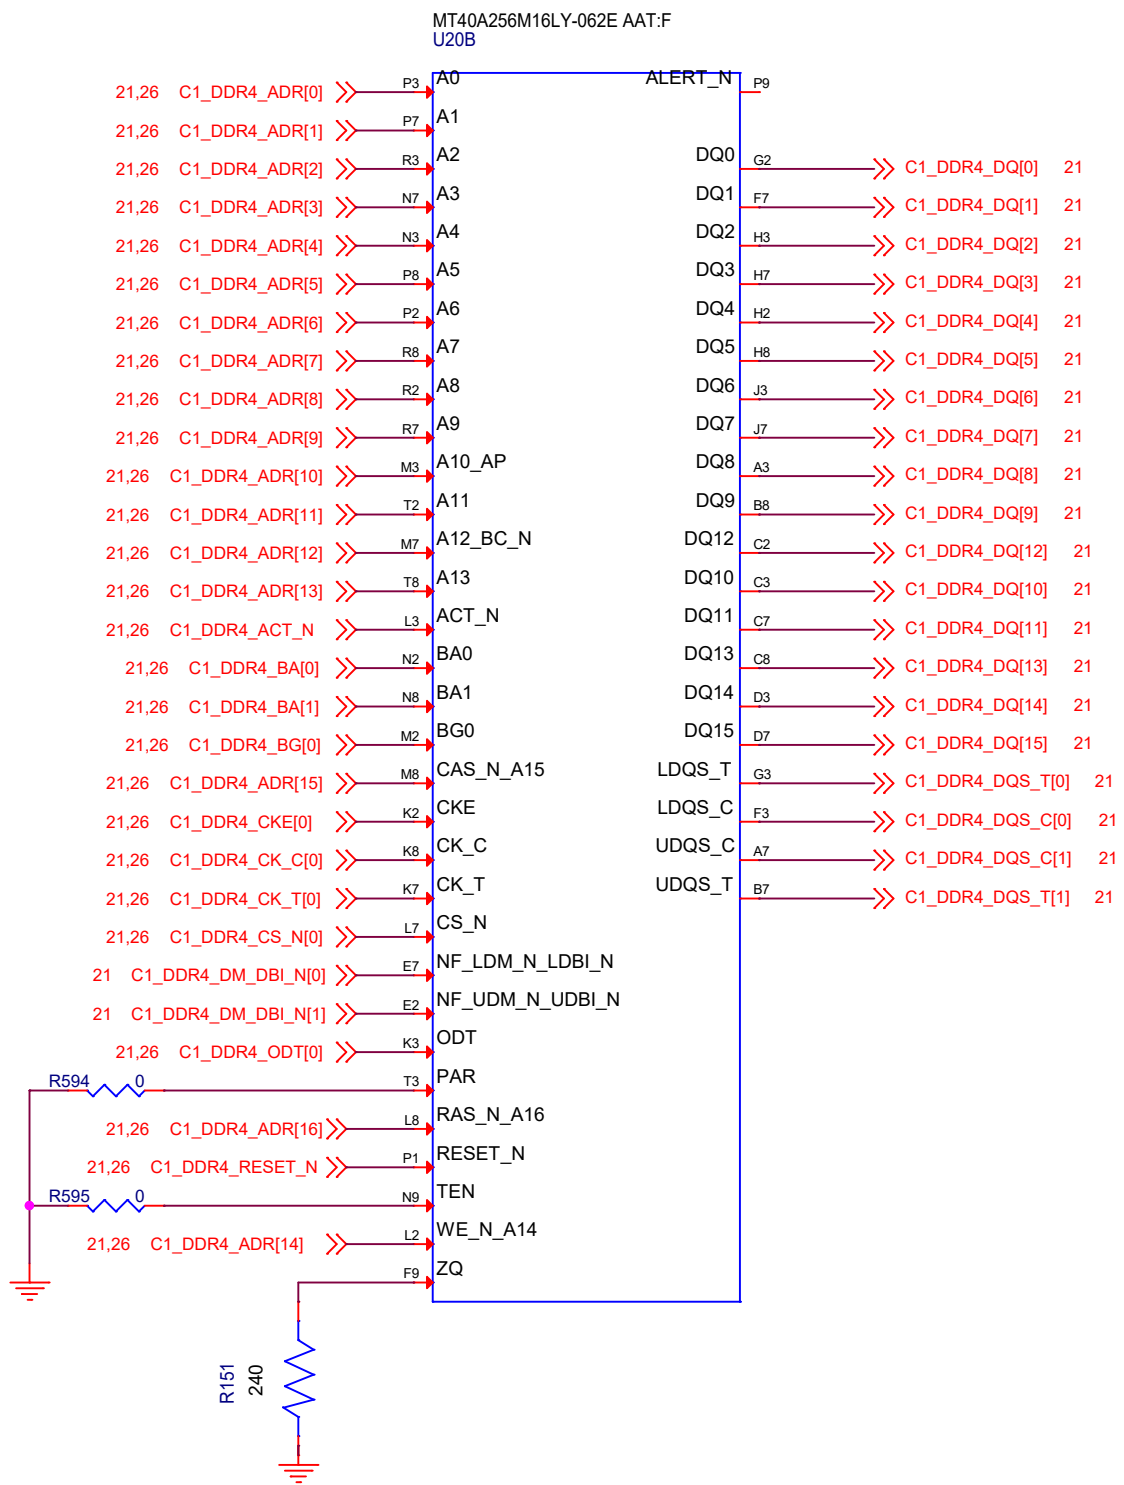 MT40A256M16LY-062E AAT:F
U20B
21,26 C1_DDR4_ADR[0] P3 A0 ALERT_N P9
21,26 C1_DDR4_ADR[1] P7 A1
21,26 C1_DDR4_ADR[2] R3 A2 DQ0 G2 C1_DDR4_DQ[0] 21
21,26 C1_DDR4_ADR[3] N7 A3 DQ1 F7 C1_DDR4_DQ[1] 21
21,26 C1_DDR4_ADR[4] N3 A4 DQ2 H3 C1_DDR4_DQ[2] 21
21,26 C1_DDR4_ADR[5] P8 A5 DQ3 H7 C1_DDR4_DQ[3] 21
21,26 C1_DDR4_ADR[6] P2 A6 DQ4 H2 C1_DDR4_DQ[4] 21
21,26 C1_DDR4_ADR[7] R8 A7 DQ5 H8 C1_DDR4_DQ[5] 21
21,26 C1_DDR4_ADR[8] R2 A8 DQ6 J3 C1_DDR4_DQ[6] 21
21,26 C1_DDR4_ADR[9] R7 A9 DQ7 J7 C1_DDR4_DQ[7] 21
21,26 C1_DDR4_ADR[10] M3 A10_AP DQ8 A3 C1_DDR4_DQ[8] 21
21,26 C1_DDR4_ADR[11] T2 A11 DQ9 B8 C1_DDR4_DQ[9] 21
21,26 C1_DDR4_ADR[12] M7 A12_BC_N DQ12 C2 C1_DDR4_DQ[12] 21
21,26 C1_DDR4_ADR[13] T8 A13 DQ10 C3 C1_DDR4_DQ[10] 21
21,26 C1_DDR4_ACT_N L3 ACT_N DQ11 C7 C1_DDR4_DQ[11] 21
21,26 C1_DDR4_BA[0] N2 BA0 DQ13 C8 C1_DDR4_DQ[13] 21
21,26 C1_DDR4_BA[1] N8 BA1 DQ14 D3 C1_DDR4_DQ[14] 21
21,26 C1_DDR4_BG[0] M2 BG0 DQ15 D7 C1_DDR4_DQ[15] 21
21,26 C1_DDR4_ADR[15] M8 CAS_N_A15 LDQS_T G3 C1_DDR4_DQS_T[0] 21
21,26 C1_DDR4_CKE[0] K2 CKE LDQS_C F3 C1_DDR4_DQS_C[0] 21
21,26 C1_DDR4_CK_C[0] K8 CK_C UDQS_C A7 C1_DDR4_DQS_C[1] 21
21,26 C1_DDR4_CK_T[0] K7 CK_T UDQS_T B7 C1_DDR4_DQS_T[1] 21
21,26 C1_DDR4_CS_N[0] L7 CS_N
21 C1_DDR4_DM_DBI_N[0] E7 NF_LDM_N_LDBI_N
21 C1_DDR4_DM_DBI_N[1] E2 NF_UDM_N_UDBI_N
21,26 C1_DDR4_ODT[0] K3 ODT
R594 0 T3 PAR
21,26 C1_DDR4_ADR[16] L8 RAS_N_A16
21,26 C1_DDR4_RESET_N P1 RESET_N
R595 0 N9 TEN
21,26 C1_DDR4_ADR[14] L2 WE_N_A14
F9 ZQ
R151
240